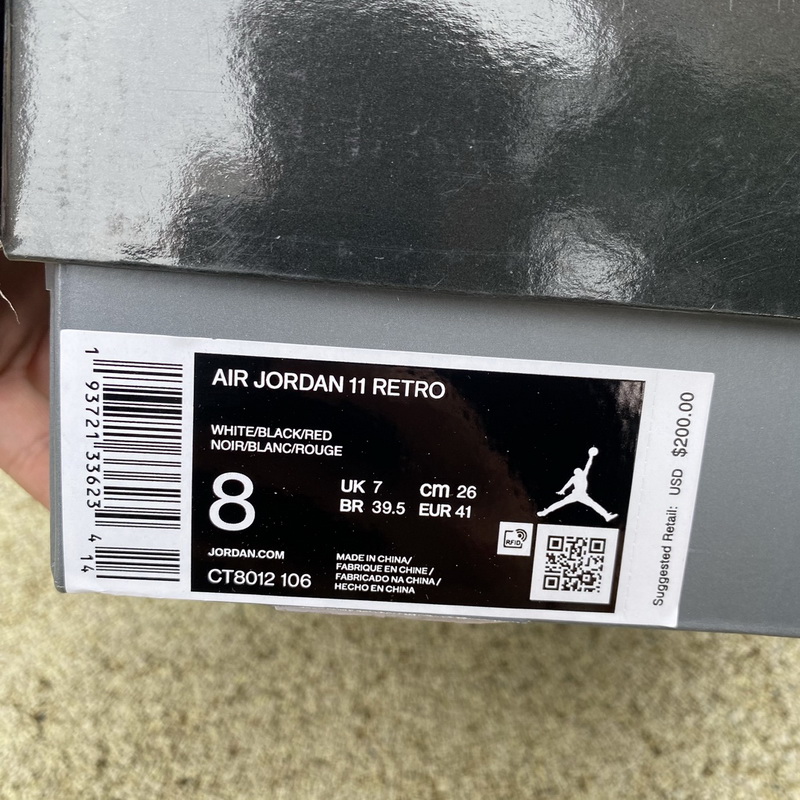 AIR JORDAN 11 RETRO
WHITE/BLACK/RED
NOIR/BLANC/ROUGE
8
UK 7 cm 26
BR 39.5 EUR 41
RFID
JORDAN.COM
CT8012 106
MADE IN CHINA/
FABRIQUE EN CHINE/
FABRICADO NA CHINA/
HECHO EN CHINA
1 93721 33623 4 14
Suggested Retail: USD $200.00